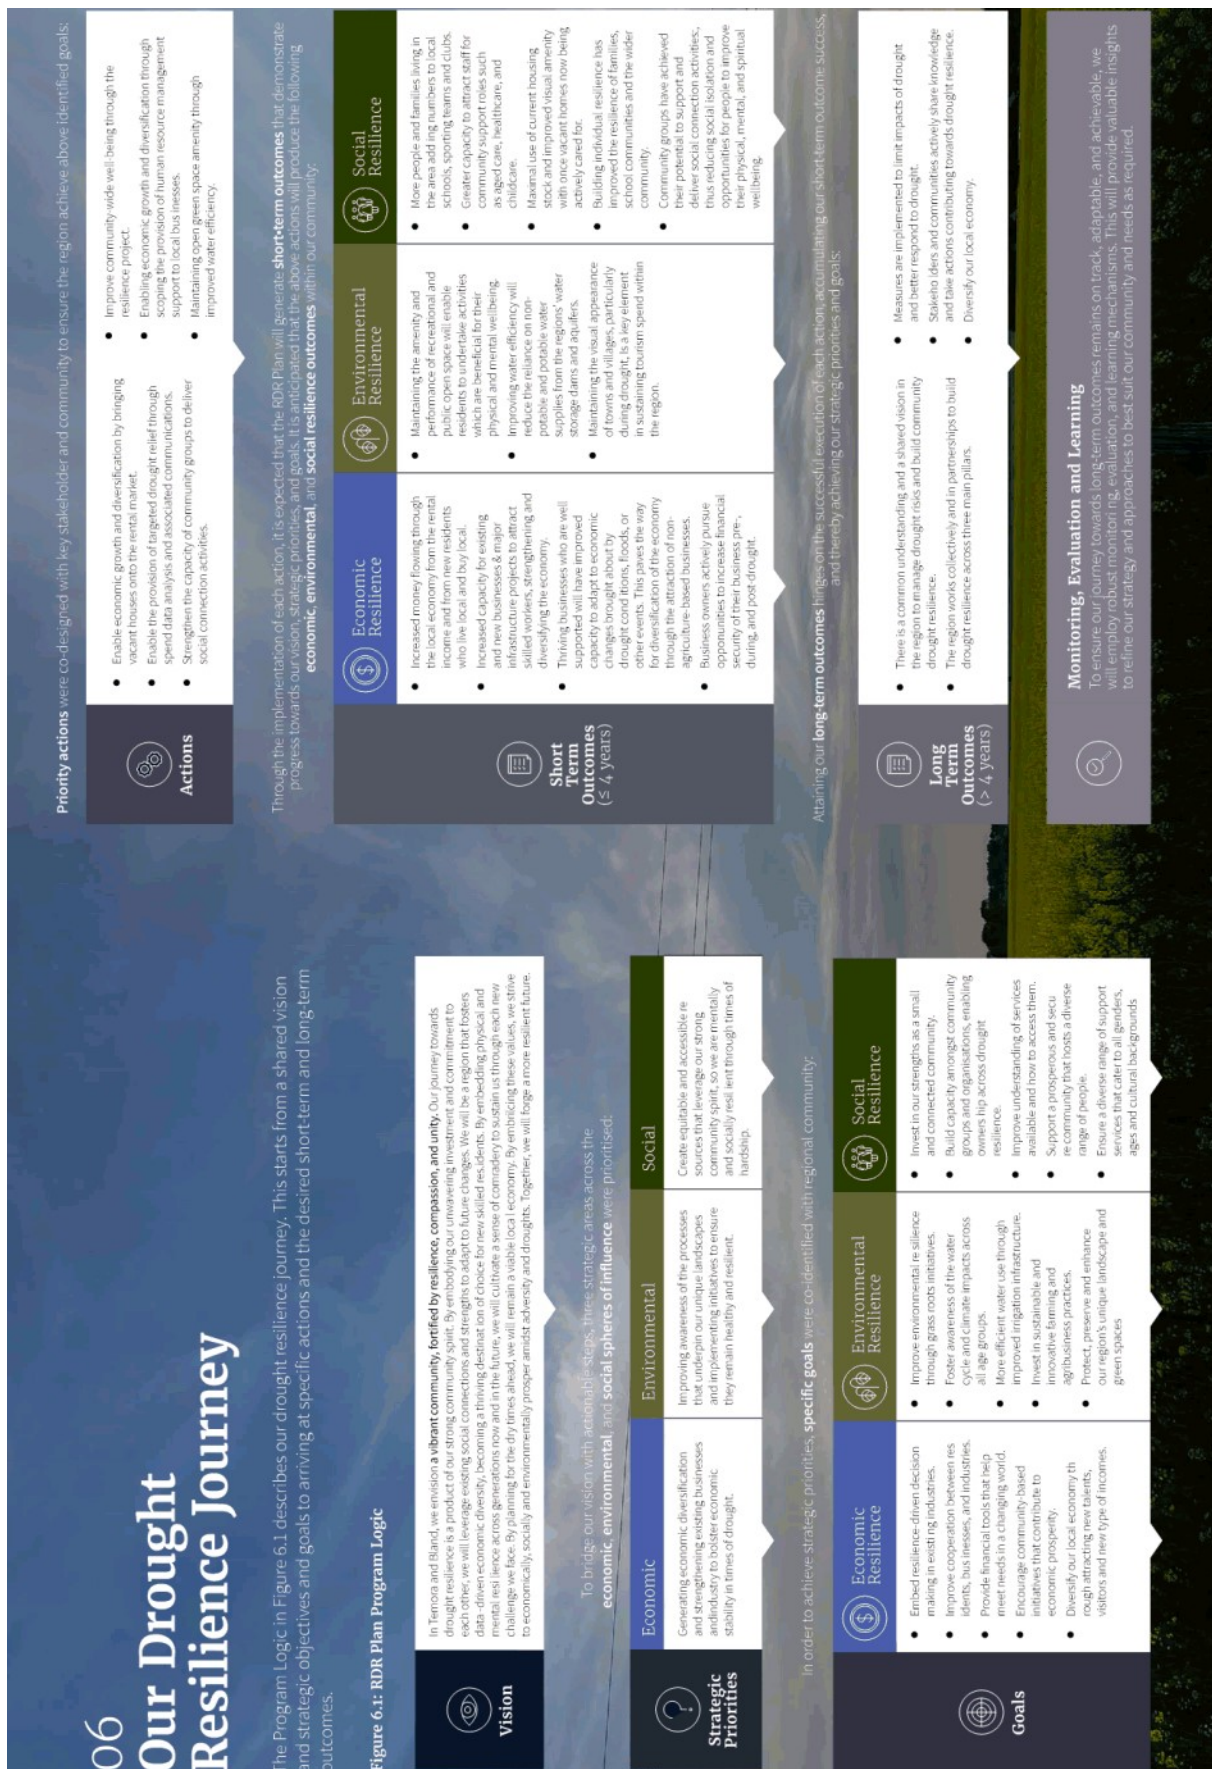 06
Our Drought
Resilience Journey
The Program Logic in Figure 6.1 describes our drought resilience journey. This starts from a shared vision
and strategic objectives and goals to arriving at specific actions and the desired short-term and long-term
outcomes.
Figure 6.1: RDR Plan Program Logic
Vision
In Temora and Bland, we envision a vibrant community, fortified by resilience, compassion, and unity. Our journey towards
drought resilience is a product of our strong community spirit. By embodying our unwavering investment and commitment to
each other, we will leverage existing social connections and strengths to adapt to future changes. We will be a region that fosters
data -driven economic diversity, becoming a thriving destinat ion of choice for new skilled res.idents. By embedding physical and
mental resi lience across generations now and in the future, we will cultivate a sense of comradery to sustain us through each new
challenge we face. By planning for the dry times ahead, we will remain a viable local economy. By embricing these values, we strive
to economically, socially and environmentally prosper amidst adversity and droughts. Together, we will forge a more resilient future.
To bridge our vision with actionable steps, three strategic areas across the
economic, environmental, and social spheres of influence were prioritised:
Strategic
Priorities
Economic
Generating economic diversification
and strengthening existing businesses
andindustry to bolster economic
stability in times of drought.
Environmental
Improving awareness of the processes
that underpin our unique landscapes
and implementing initiatives to ensure
they remain healthy and resilient.
Social
Create equitable and accessible re
sources that leverage our strong
community spirit, so we are mentally
and socially resil ient through times of
hardship.
In order to achieve strategic priorities, specific goals were co-identified with regional community:
Goals
Economic
Resilience
• Embed resilience-driven decision
making in existing industries.
• Improve cooperation between res
idents, bus inesses, and industries.
• Provide financial tools that help
meet needs in a changing world.
• Encourage community-based
initiatives that contribute to
economic prosperity.
• Diversify our local economy th
rough attracting new talents,
visitors and new type of incomes.
Environmental
Resilience
• Improve environmental re silience
through grass roots initiatives.
• Foster awareness of the water
cycle and climate impacts across
all age groups.
• More efficient water use through
improved irrigation infrastructure.
• Invest in sustainable and
innovative farming and
agribusiness practices.
• Protect, preserve and enhance
our region's unique landscape and
green spaces
Social
Resilience
• Invest in our strengths as a small
and connected community.
• Build capacity amongst community
groups and organisations, enabling
owners hip across drought
resilience.
• Improve understanding of services
available and how to access them.
• Support a prosperous and secu
re community that hosts a diverse
range of people.
• Ensure a diverse range of support
services that cater to all genders,
ages and cultural backgrounds
Priority actions were co-designed with key stakeholder and community to ensure the region achieve above identified goals:
Actions
• Enable economic growth and diversification by bringing
vacant houses onto the rental market.
• Enable the provision of targeted drought relief through
spend data analysis and associated communications.
• Strengthen the capacity of community groups to deliver
social connection activities.
• Improve community-wide well-being through the
resilience project.
• Enabling economic growth and diversification through
scoping the provision of human resource management
support to local bus inesses.
• Maintaining open green space amenity through
improved water efficiency.
Through the implementation of each action, it is expected that the RDR Plan will generate short-term outcomes that demonstrate
progress towards our vision, strategic priorities, and goals. It is anticipated that the above actions will produce the following
economic, environmental, and social resilience outcomes within our community:
Short
Term
Outcomes
(≤ 4 years)
Economic
Resilience
• Increased money flowing through
the local economy from the rental
income and from new residents
who live local and buy local.
• Increased capacity for existing
and new businesses & major
infrastructure projects to attract
skilled workers, strengthening and
diversifying the economy.
• Thriving businesses who are well
supported will have improved
capacity to adapt to economic
changes brought about by
drought conditions, floods, or
other events. This paves the way
for diversification of the economy
through the attraction of non-
agriculture-based businesses.
• Business owners actively pursue
opportunities to increase financial
security of their business pre-,
during, and post-drought.
Environmental
Resilience
• Maintaining the amenity and
performance of recreational and
public open space will enable
residents to undertake activities
which are beneficial for their
physical and mental wellbeing.
• Improving water efficiency will
reduce the reliance on non-
potable and potable water
supplies from the regions' water
storage dams and aquifers.
• Maintaining the visual appearance
of towns and villages, particularly
during drought, is a key element
in sustaining tourism spend within
the region.
Social
Resilience
• More people and families living in
the area add ing numbers to local
schools, sporting teams and clubs.
• Greater capacity to attract staff for
community support roles such
as aged care, healthcare, and
childcare.
• Maximal use of current housing
stock and improved visual amenity
with once vacant homes now being
actively cared for.
• Building individual resilience has
improved the resilience of families,
school communities and the wider
community.
• Community groups have achieved
their potential to support and
deliver social connection activities;,
thus reducing social isolation and
opportunities for people to improve
their physical, mental, and spiritual
wellbeing.
Attaining our long-term outcomes hinges on the successful execution of each action, accumulating our short-term outcome success,
and thereby achieving our strategic priorities and goals:
Long
Term
Outcomes
(> 4 years)
• There is a common understanding and a shared vision in
the region to manage drought risks and build community
drought resilience.
• The region works collectively and in partnerships to build
drought resilience across three main pillars.
• Measures are implemented to limit impacts of drought
and better respond to drought.
• Stakeho lders and communities actively share knowledge
and take actions contributing towards drought resilience.
• Diversify our local economy.
Monitoring, Evaluation and Learning
To ensure our journey towards long-term outcomes remains on track, adaptable, and achievable, we
will employ robust monitoring, evaluation, and learning mechanisms. This will provide valuable insights
to refine our strategy and approaches to best suit our community and needs as required.